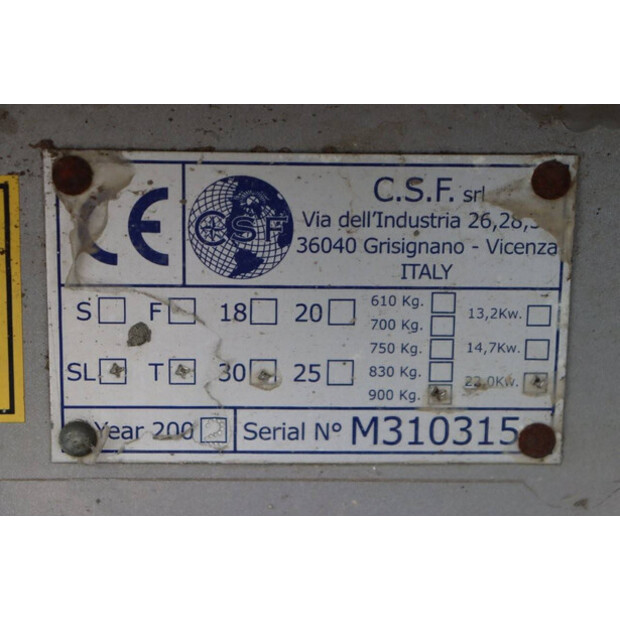 CE
CSF
C.S.F. srl
Via dell'Industria 26,28,
36040 Grisignano - Vicenza
ITALY
S F 18 20
SL T 30 25
610 Kg.
700 Kg.
750 Kg.
830 Kg.
900 Kg.
13,2Kw.
14,7Kw.
22,0Kw.
Year 200
Serial N° M310315